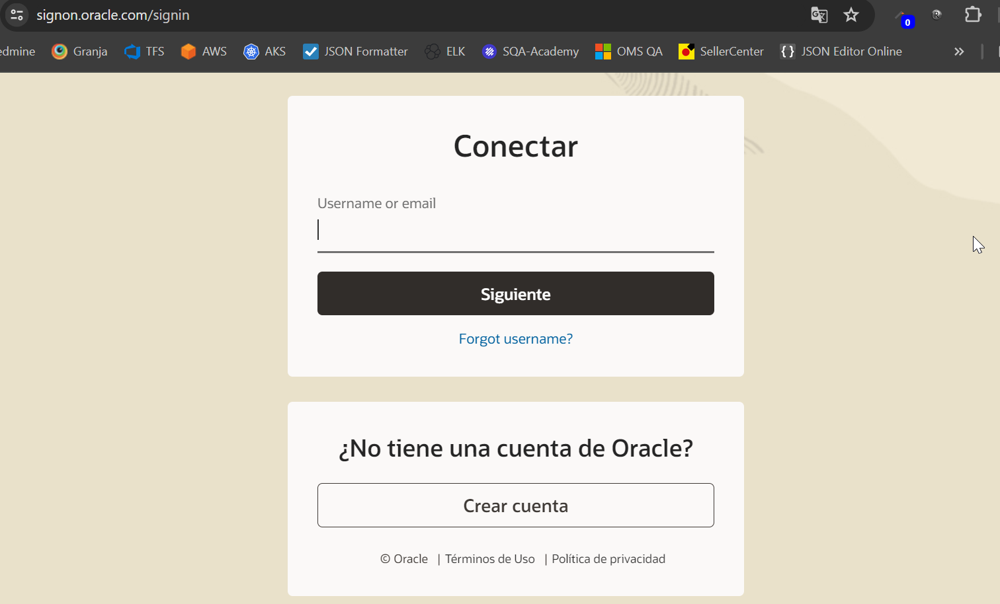 signon.oracle.com/signin
0
edmine Granja TFS AWS AKS JSON Formatter ELK SQA-Academy OMS QA SellerCenter JSON Editor Online »
Conectar
Username or email
Siguiente
Forgot username?
¿No tiene una cuenta de Oracle?
Crear cuenta
© Oracle | Términos de Uso | Política de privacidad